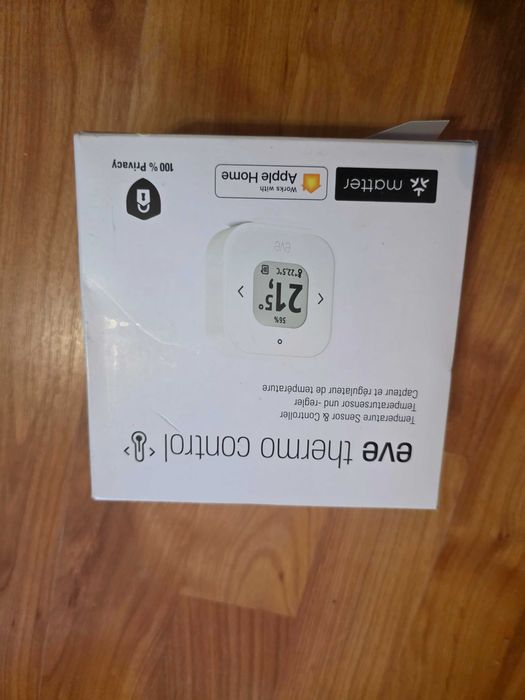 eve thermo control
Temperature Sensor & Controller
Temperatursensor und -regler
Capteur et régulateur de température
56%
21,5°
22,5°C
eve
matter
Works with
Apple Home
100 % Privacy